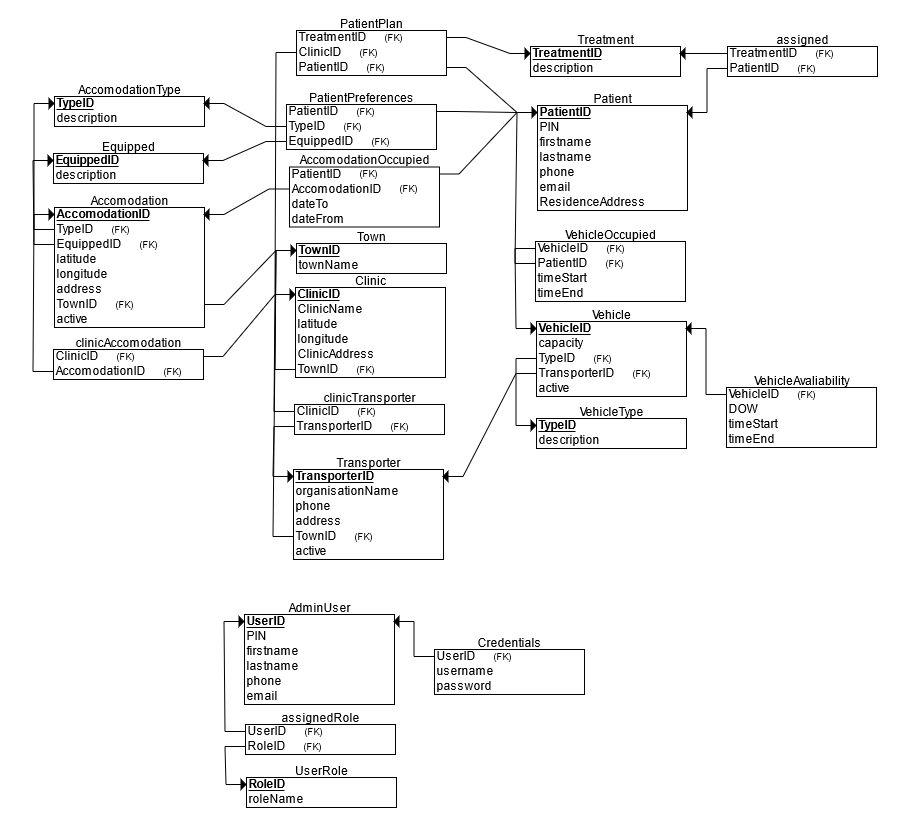 PatientPlan
TreatmentID (FK)
ClinicID (FK)
PatientID (FK)
Treatment
TreatmentID
description
assigned
TreatmentID (FK)
PatientID (FK)
AccomodationType
TypeID
description
PatientPreferences
PatientID (FK)
TypeID (FK)
EquippedID (FK)
Patient
PatientID
PIN
firstname
lastname
phone
email
ResidenceAddress
Equipped
EquippedID
description
AccomodationOccupied
PatientID (FK)
AccomodationID (FK)
dateTo
dateFrom
Accomodation
AccomodationID
TypeID (FK)
EquippedID (FK)
latitude
longitude
address
TownID (FK)
active
Town
TownID
townName
VehicleOccupied
VehicleID (FK)
PatientID (FK)
timeStart
timeEnd
Clinic
ClinicID
ClinicName
latitude
longitude
ClinicAddress
TownID (FK)
Vehicle
VehicleID
capacity
TypeID (FK)
TransporterID (FK)
active
clinicAccomodation
ClinicID (FK)
AccomodationID (FK)
VehicleAvaliability
VehicleID (FK)
DOW
timeStart
timeEnd
clinicTransporter
ClinicID (FK)
TransporterID (FK)
VehicleType
TypeID
description
Transporter
TransporterID
organisationName
phone
address
TownID (FK)
active
AdminUser
UserID
PIN
firstname
lastname
phone
email
Credentials
UserID (FK)
username
password
assignedRole
UserID (FK)
RoleID (FK)
UserRole
RoleID
roleName